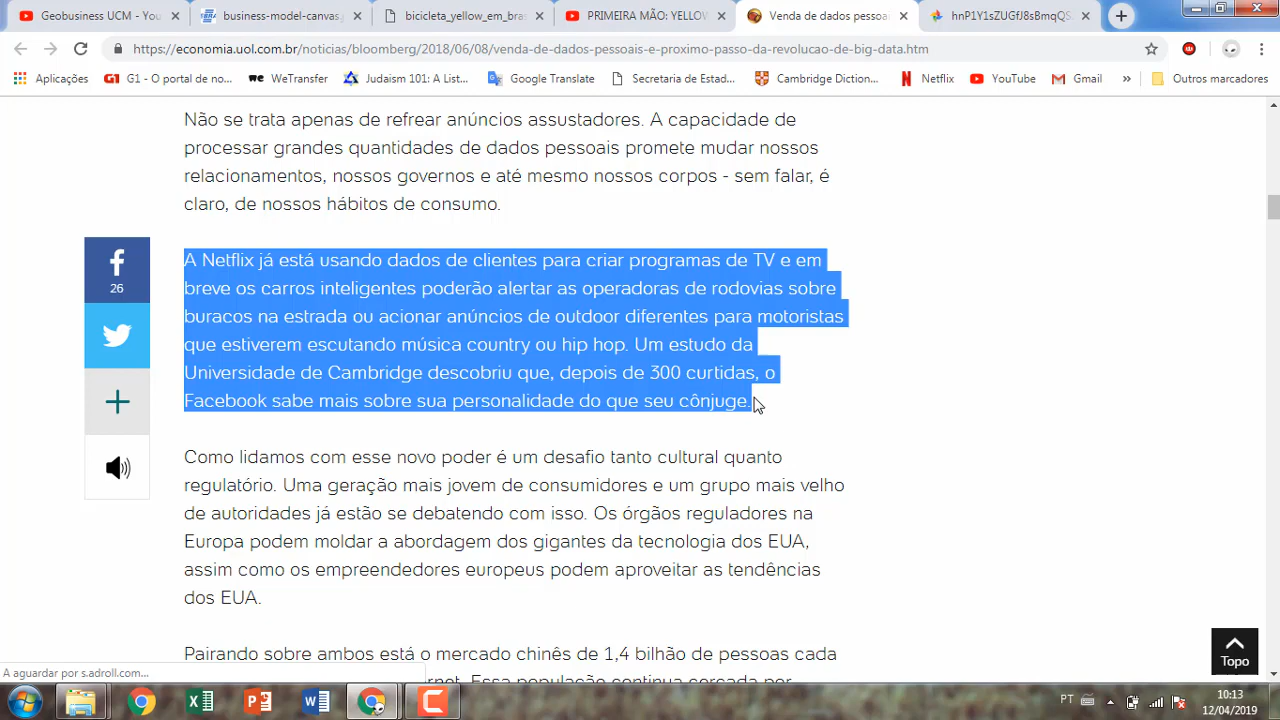 Geobusiness UCM - You
business-model-canvas
bicicleta_yellow_em_bra
PRIMEIRA MÃO: YELLOW
Venda de dados pessoa
hnP1Y1sZUGfJ8sBmqQS
https://economia.uol.com.br/noticias/bloomberg/2018/06/08/venda-de-dados-pessoais-e-proximo-passo-da-revolucao-de-big-data.htm
Aplicações
G1 - O portal de no...
WeTransfer
Judaism 101: A List...
Google Translate
Secretaria de Estad...
Cambridge Diction...
Netflix
YouTube
Gmail
»
Outros marcadores
Não se trata apenas de refrear anúncios assustadores. A capacidade de
processar grandes quantidades de dados pessoais promete mudar nossos
relacionamentos, nossos governos e até mesmo nossos corpos - sem falar, é
claro, de nossos hábitos de consumo.
26
A Netflix já está usando dados de clientes para criar programas de TV e em
breve os carros inteligentes poderão alertar as operadoras de rodovias sobre
buracos na estrada ou acionar anúncios de outdoor diferentes para motoristas
que estiverem escutando música country ou hip hop. Um estudo da
Universidade de Cambridge descobriu que, depois de 300 curtidas, o
Facebook sabe mais sobre sua personalidade do que seu cônjuge.
Como lidamos com esse novo poder é um desafio tanto cultural quanto
regulatório. Uma geração mais jovem de consumidores e um grupo mais velho
de autoridades já estão se debatendo com isso. Os órgãos reguladores na
Europa podem moldar a abordagem dos gigantes da tecnologia dos EUA,
assim como os empreendedores europeus podem aproveitar as tendências
dos EUA.
Pairando sobre ambos está o mercado chinês de 1,4 bilhão de pessoas cada
Topo
A aguardar por s.adroll.com...
PT
10:13
12/04/2019